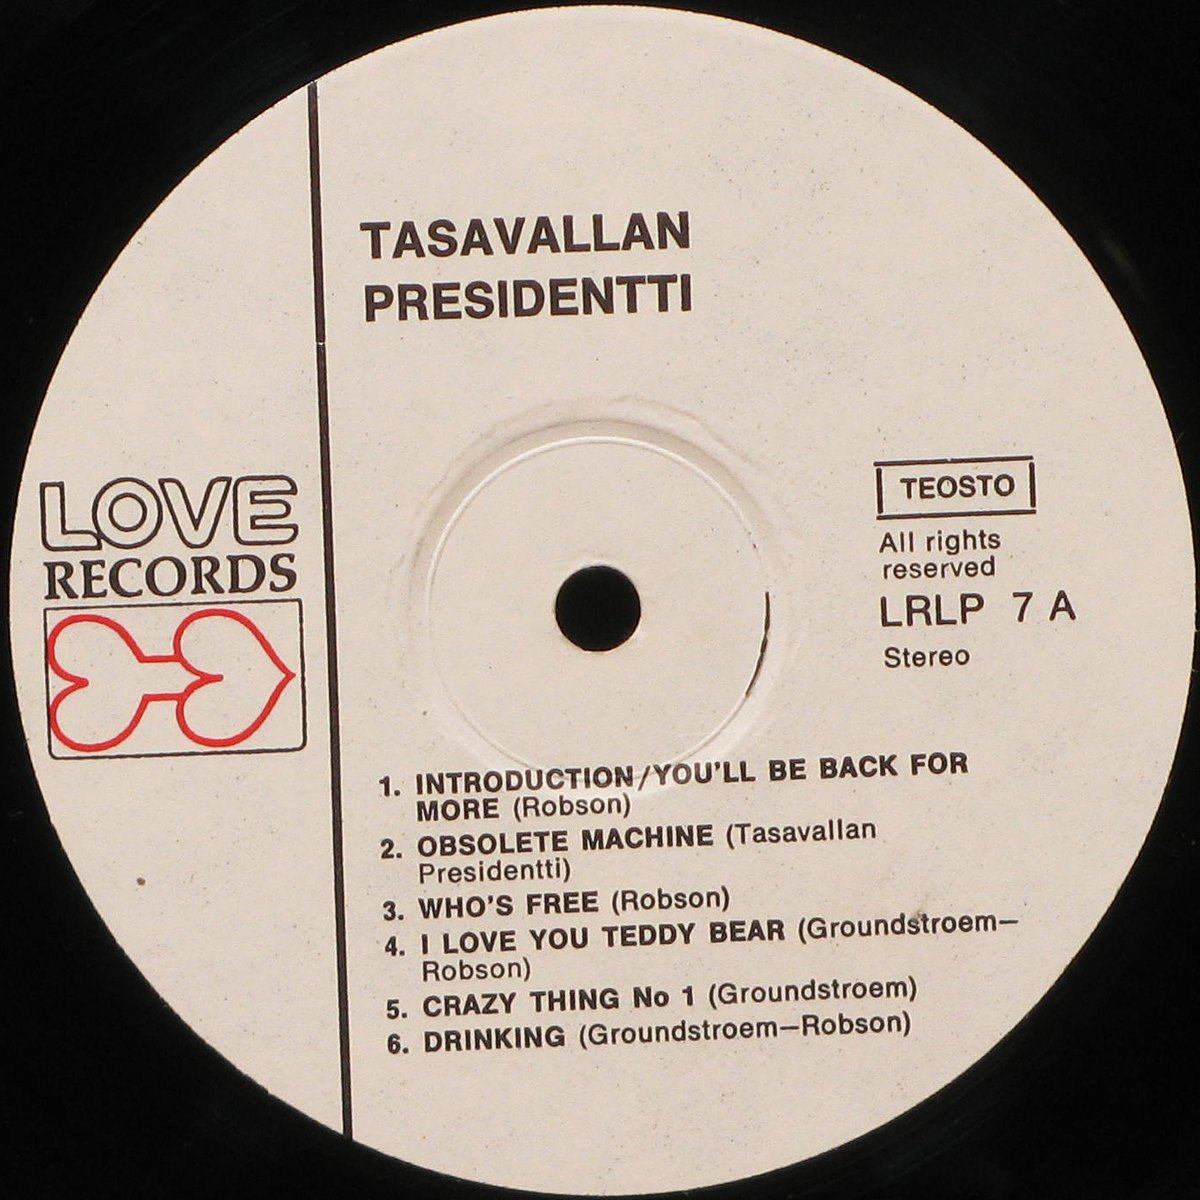 TASAVALLAN
PRESIDENTTI
LOVE
RECORDS
TEOSTO
All rights
reserved
LRLP 7 A
Stereo
1. INTRODUCTION/YOU'LL BE BACK FOR
MORE (Robson)
2. OBSOLETE MACHINE (Tasavallan
Presidentti)
3. WHO'S FREE (Robson)
4. I LOVE YOU TEDDY BEAR (Groundstroem—
Robson)
5. CRAZY THING No 1 (Groundstroem)
6. DRINKING (Groundstroem—Robson)